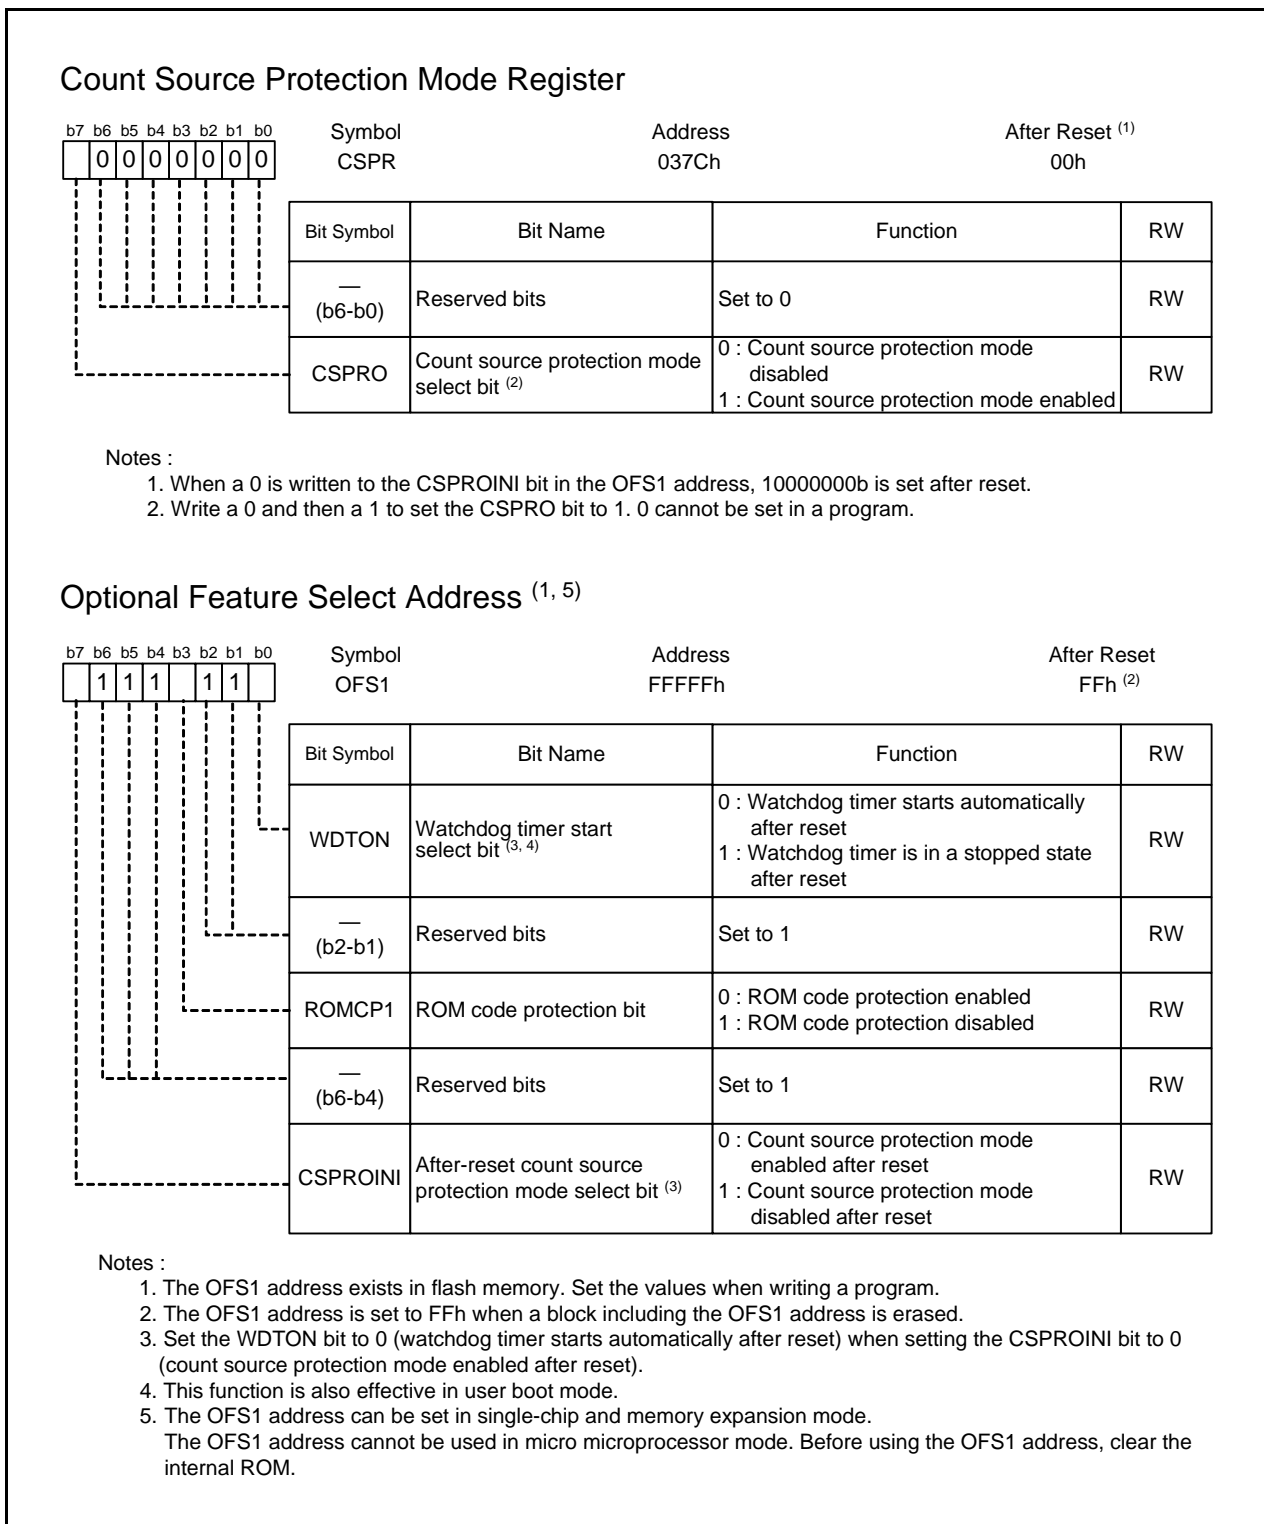 Count Source Protection Mode Register
b7 b6 b5 b4 b3 b2 b1 b0 Symbol Address After Reset (1)
0 0 0 0 0 0 0 CSPR 037Ch 00h
Bit Symbol Bit Name Function RW
—
(b6-b0) Reserved bits Set to 0 RW
CSPRO Count source protection mode select bit (2) 0 : Count source protection mode
disabled
1 : Count source protection mode enabled RW
Notes :
1. When a 0 is written to the CSPROINI bit in the OFS1 address, 10000000b is set after reset.
2. Write a 0 and then a 1 to set the CSPRO bit to 1. 0 cannot be set in a program.
Optional Feature Select Address (1, 5)
b7 b6 b5 b4 b3 b2 b1 b0 Symbol Address After Reset
1 1 1 1 1 OFS1 FFFFFh FFh (2)
Bit Symbol Bit Name Function RW
WDTON Watchdog timer start select bit (3, 4) 0 : Watchdog timer starts automatically
after reset
1 : Watchdog timer is in a stopped state
after reset RW
—
(b2-b1) Reserved bits Set to 1 RW
ROMCP1 ROM code protection bit 0 : ROM code protection enabled
1 : ROM code protection disabled RW
—
(b6-b4) Reserved bits Set to 1 RW
CSPROINI After-reset count source protection mode select bit (3) 0 : Count source protection mode
enabled after reset
1 : Count source protection mode
disabled after reset RW
Notes :
1. The OFS1 address exists in flash memory. Set the values when writing a program.
2. The OFS1 address is set to FFh when a block including the OFS1 address is erased.
3. Set the WDTON bit to 0 (watchdog timer starts automatically after reset) when setting the CSPROINI bit to 0
(count source protection mode enabled after reset).
4. This function is also effective in user boot mode.
5. The OFS1 address can be set in single-chip and memory expansion mode.
The OFS1 address cannot be used in micro microprocessor mode. Before using the OFS1 address, clear the
internal ROM.